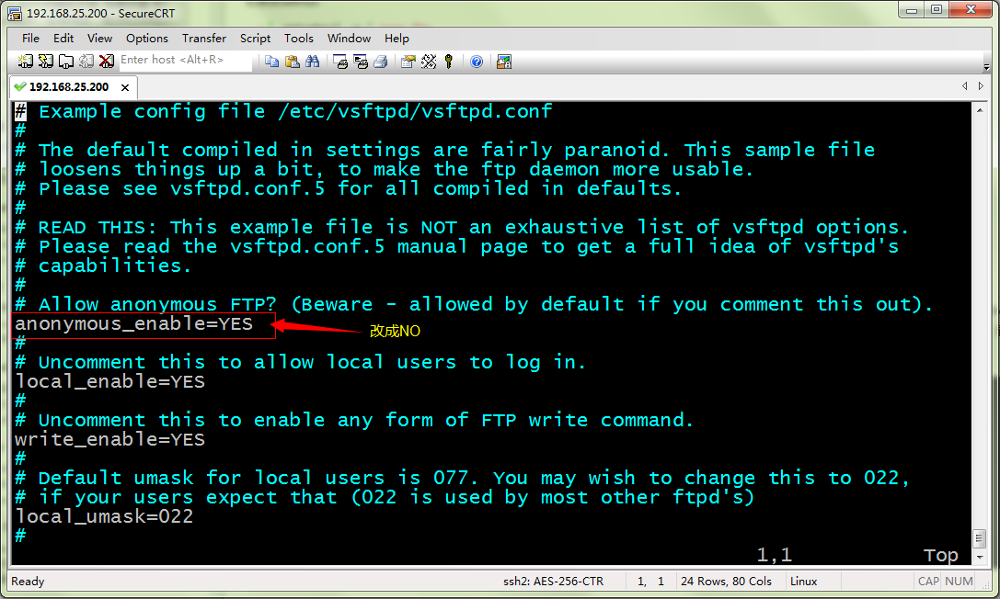 192.168.25.200 - SecureCRT
File Edit View Options Transfer Script Tools Window Help
Enter host <Alt+R>
192.168.25.200
# Example config file /etc/vsftpd/vsftpd.conf
#
# The default compiled in settings are fairly paranoid. This sample file
# loosens things up a bit, to make the ftp daemon more usable.
# Please see vsftpd.conf.5 for all compiled in defaults.
#
# READ THIS: This example file is NOT an exhaustive list of vsftpd options.
# Please read the vsftpd.conf.5 manual page to get a full idea of vsftpd's
# capabilities.
#
# Allow anonymous FTP? (Beware - allowed by default if you comment this out).
anonymous_enable=YES
改成NO
#
# Uncomment this to allow local users to log in.
local_enable=YES
#
# Uncomment this to enable any form of FTP write command.
write_enable=YES
#
# Default umask for local users is 077. You may wish to change this to 022,
# if your users expect that (022 is used by most other ftpd's)
local_umask=022
#
1,1 Top
Ready ssh2: AES-256-CTR 1, 1 24 Rows, 80 Cols Linux CAP NUM